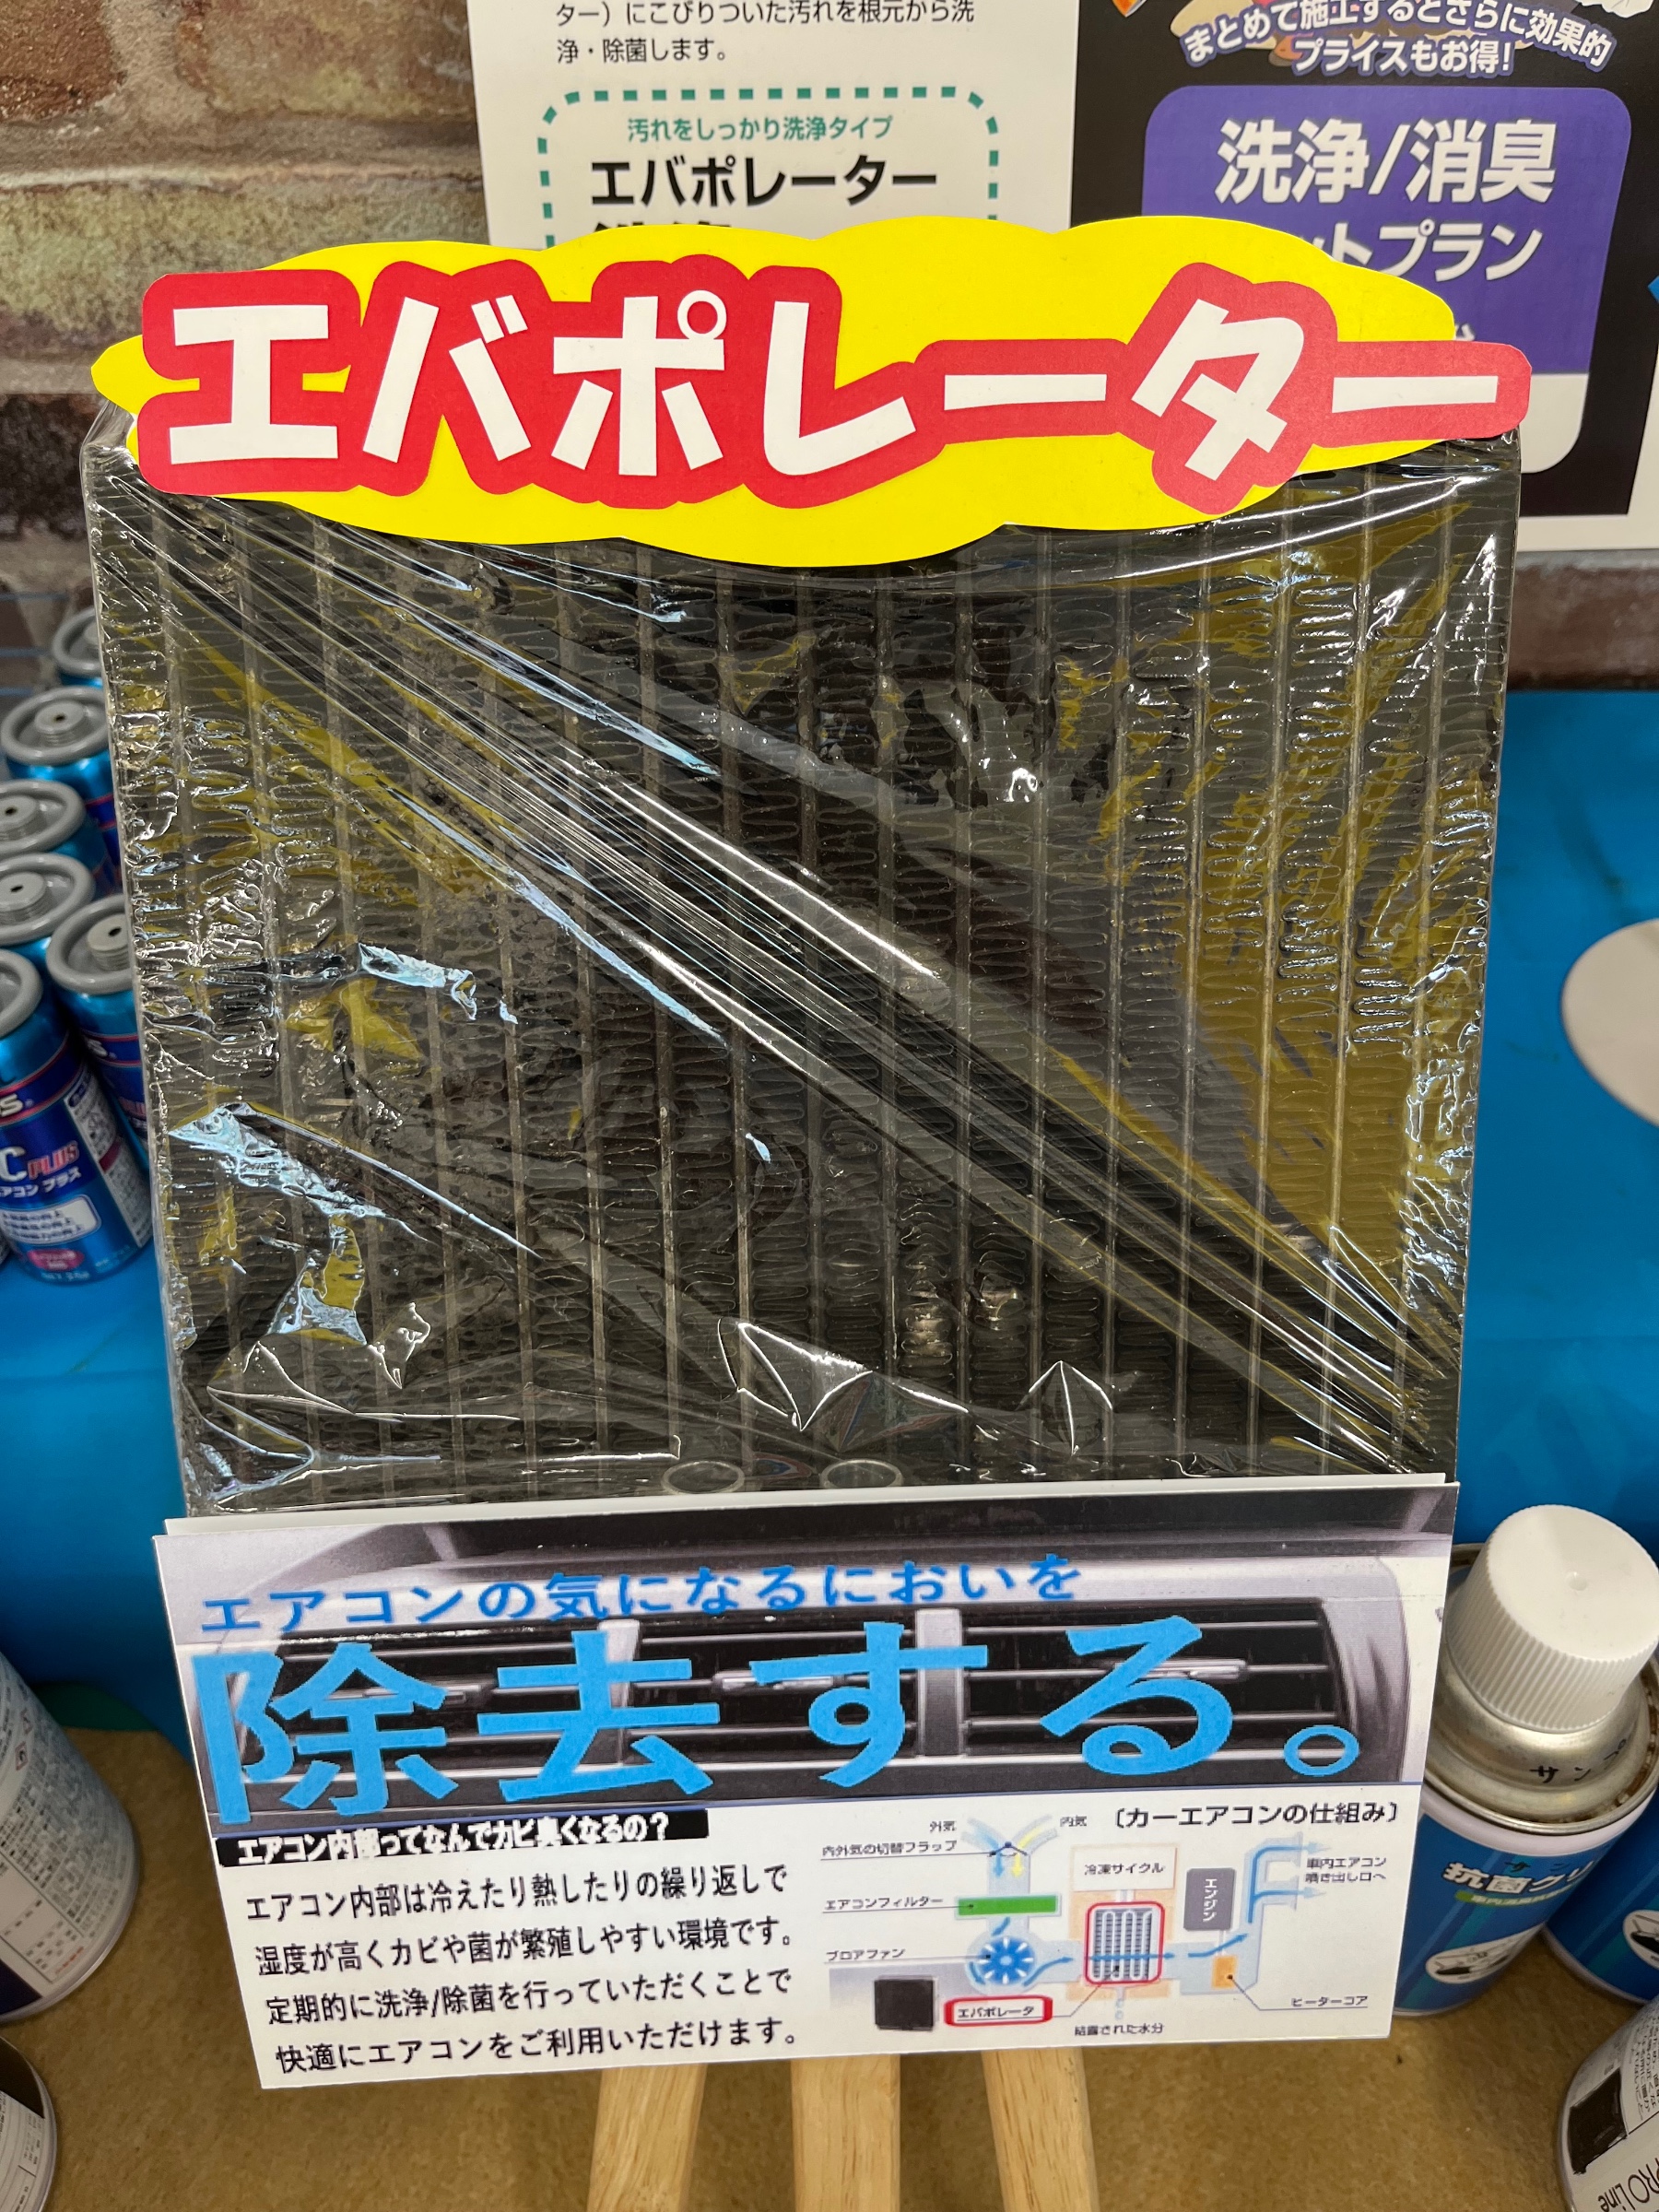 ター）にこびりついた汚れを根元から洗
浄・除菌します。
汚れをしっかり洗浄タイプ
エバポレーター
まとめて施工するとさらに効果的
プライスもお得!
洗浄/消臭
ットプラン
エバポレーター
エアコンの気になるにおいを
除去する。
エアコン内部ってなんでカビ臭くなるの？
エアコン内部は冷えたり熱したりの繰り返しで
湿度が高くカビや菌が繁殖しやすい環境です。
定期的に洗浄/除菌を行っていただくことで
快適にエアコンをご利用いただけます。
〔カーエアコンの仕組み〕
外気
内気
内外気の切替フラップ
冷凍サイクル
車内エアコン
噴き出し口へ
エアコンフィルター
エンジン
ブロアファン
エバポレータ
ヒーターコア
結露された水分
C PLUS
アコン プラス
サンプ
抗菌クリ
PRO Line